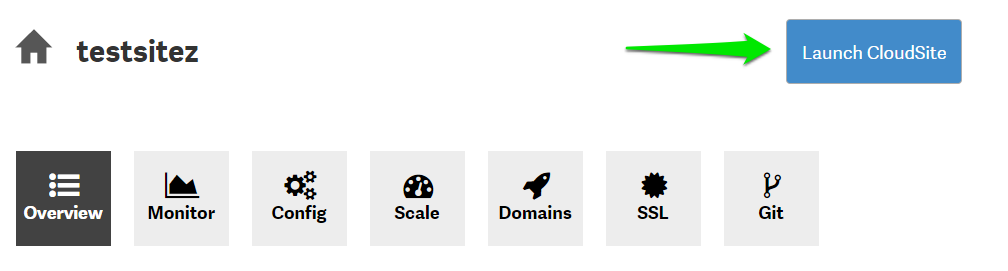 testsitez
Launch CloudSite
Overview
Monitor
Config
Scale
Domains
SSL
Git